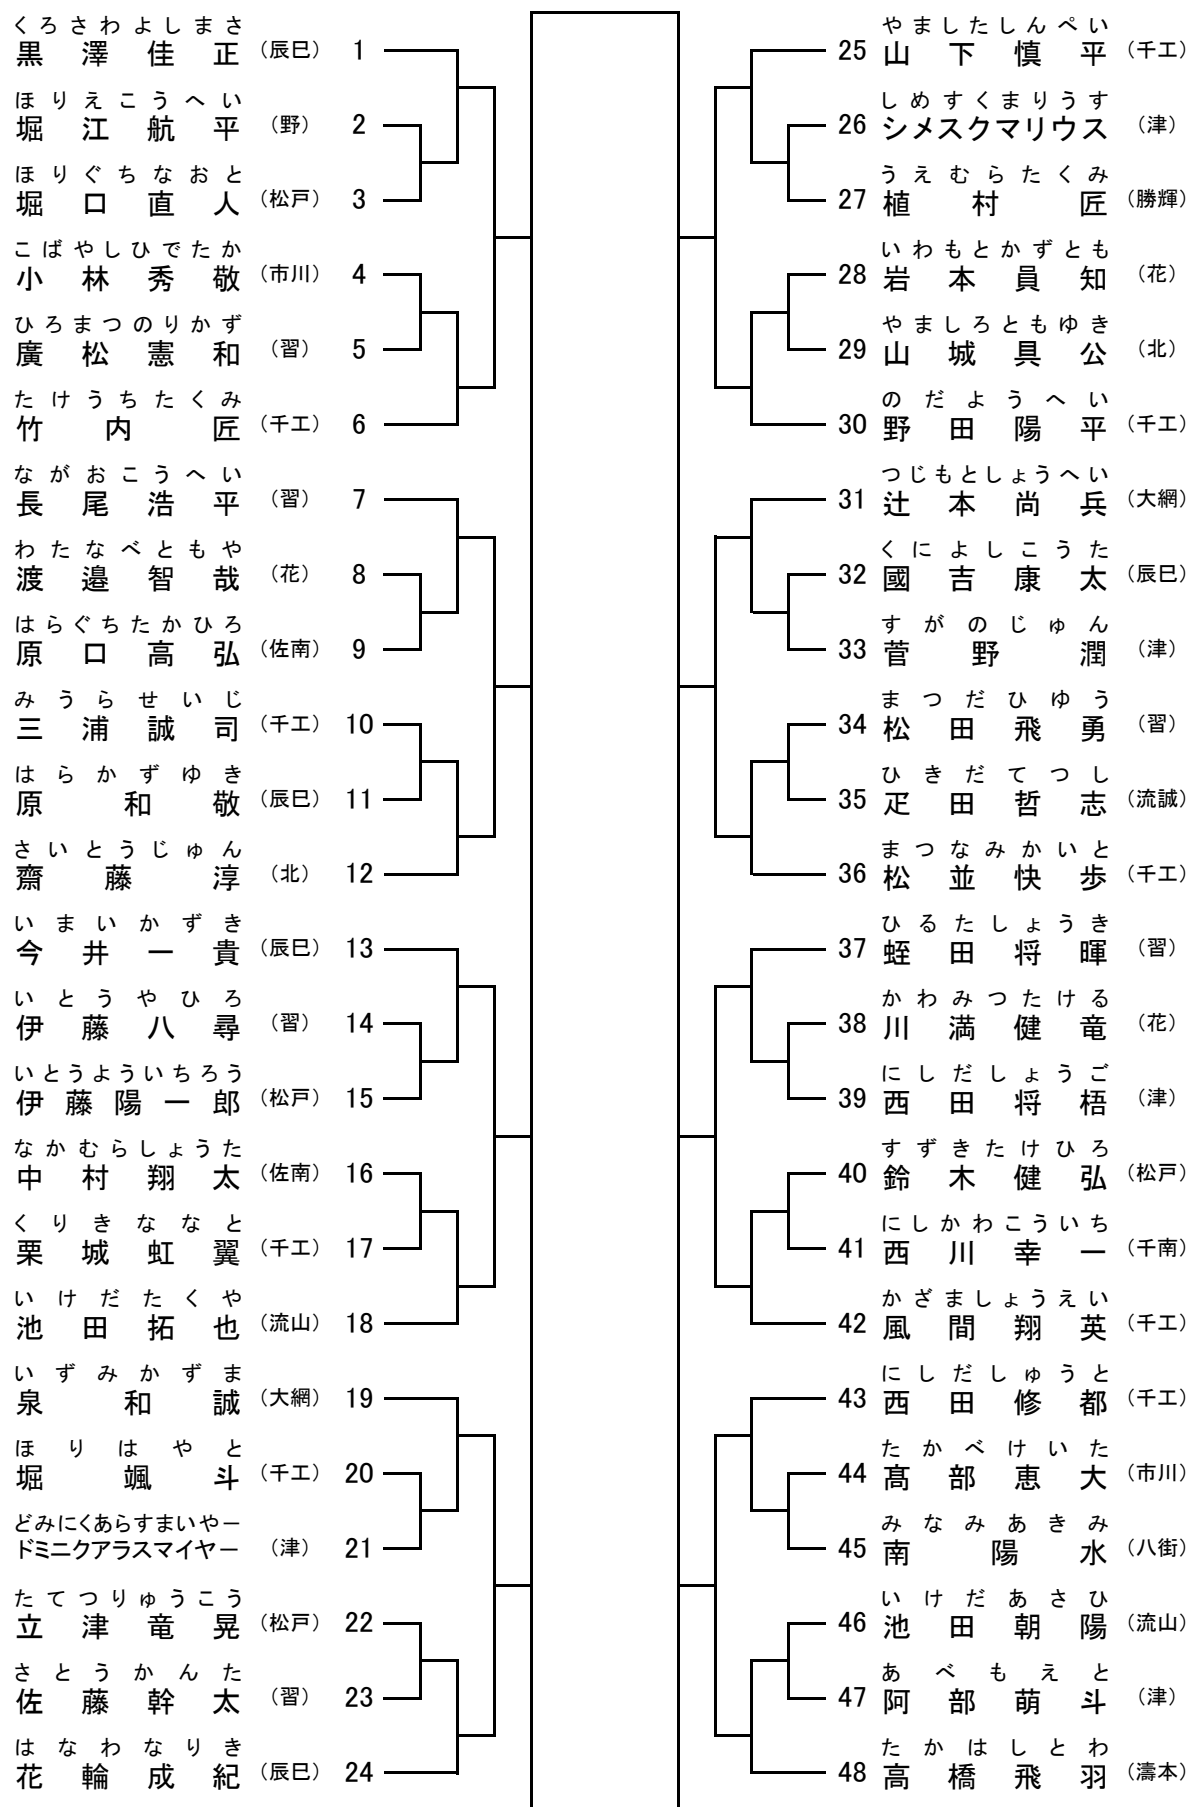 くろさわよしまさ
黒澤佳正 （辰巳） 1
ほりえこうへい
堀江航平 （野） 2
ほりぐちなおと
堀口直人 （松戸） 3
こばやしひでたか
小林秀敬 （市川） 4
ひろまつのりかず
廣松憲和 （習） 5
たけうちたくみ
竹内匠 （千工） 6
ながおこうへい
長尾浩平 （習） 7
わたなべともや
渡邉智哉 （花） 8
はらぐちたかひろ
原口高弘 （佐南） 9
みうらせいじ
三浦誠司 （千工） 10
はらかずゆき
原和敬 （辰巳） 11
さいとうじゅん
齋藤淳 （北） 12
いまいかずき
今井一貴 （辰巳） 13
いとうやひろ
伊藤八尋 （習） 14
いとうよういちろう
伊藤陽一郎 （松戸） 15
なかむらしょうた
中村翔太 （佐南） 16
くりきななと
栗城虹翼 （千工） 17
いけだたくや
池田拓也 （流山） 18
いずみかずま
泉和誠 （大網） 19
ほりはやと
堀颯斗 （千工） 20
どみにくあらすまいやー
ドミニクアラスマイヤー （津） 21
たてつりゅうこう
立津竜晃 （松戸） 22
さとうかんた
佐藤幹太 （習） 23
はなわなりき
花輪成紀 （辰巳） 24
やましたしんぺい
25 山下慎平 （千工）
しめすくまりうす
26 シメスクマリウス （津）
うえむらたくみ
27 植村匠 （勝輝）
いわもとかずとも
28 岩本員知 （花）
やましろともゆき
29 山城具公 （北）
のだようへい
30 野田陽平 （千工）
つじもとしょうへい
31 辻本尚兵 （大網）
くによしこうた
32 國吉康太 （辰巳）
すがのじゅん
33 菅野潤 （津）
まつだひゆう
34 松田飛勇 （習）
ひきだてつし
35 疋田哲志 （流誠）
まつなみかいと
36 松並快歩 （千工）
ひるたしょうき
37 蛭田将暉 （習）
かわみつたける
38 川満健竜 （花）
にしだしょうご
39 西田将梧 （津）
すずきたけひろ
40 鈴木健弘 （松戸）
にしかわこういち
41 西川幸一 （千南）
かざましょうえい
42 風間翔英 （千工）
にしだしゅうと
43 西田修都 （千工）
たかべけいた
44 髙部恵大 （市川）
みなみあきみ
45 南陽水 （八街）
いけだあさひ
46 池田朝陽 （流山）
あべもえと
47 阿部萌斗 （津）
たかはしとわ
48 高橋飛羽 （濤本）